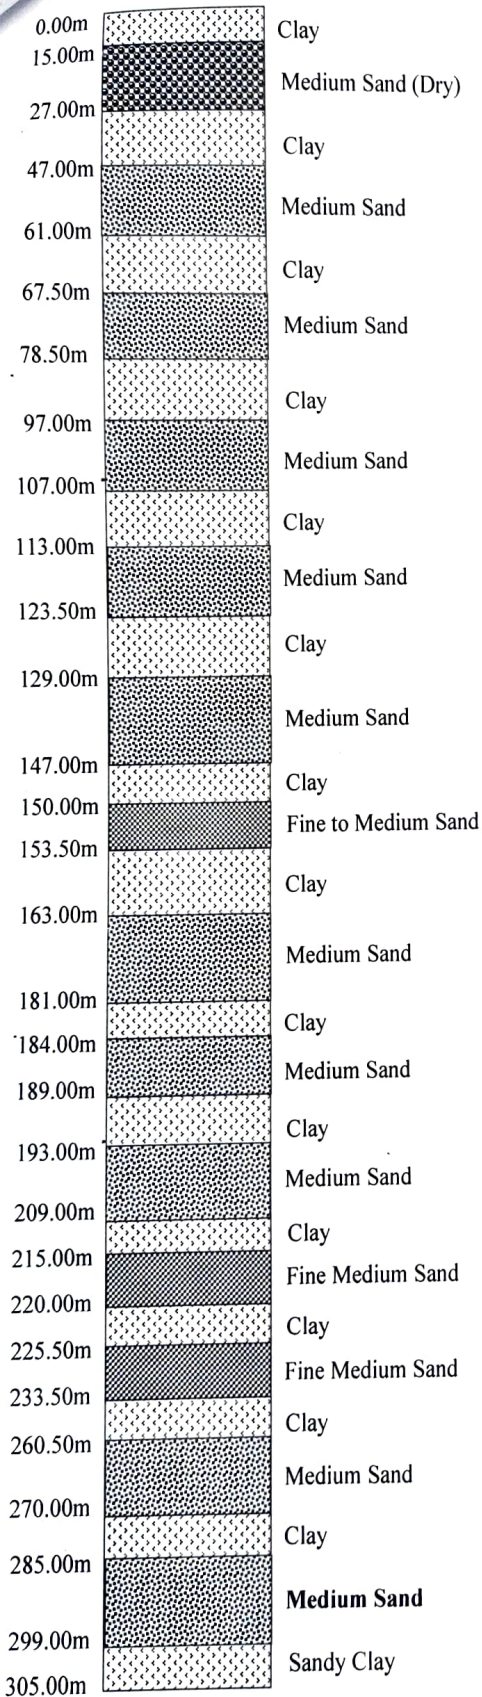 0.00m
Clay
15.00m
Medium Sand (Dry)
27.00m
Clay
47.00m
Medium Sand
61.00m
Clay
67.50m
Medium Sand
78.50m
Clay
97.00m
Medium Sand
107.00m
Clay
113.00m
Medium Sand
123.50m
Clay
129.00m
Medium Sand
147.00m
Clay
150.00m
Fine to Medium Sand
153.50m
Clay
163.00m
Medium Sand
181.00m
Clay
184.00m
Medium Sand
189.00m
Clay
193.00m
Medium Sand
209.00m
Clay
215.00m
Fine Medium Sand
220.00m
Clay
225.50m
Fine Medium Sand
233.50m
Clay
260.50m
Medium Sand
270.00m
Clay
285.00m
Medium Sand
299.00m
Sandy Clay
305.00m